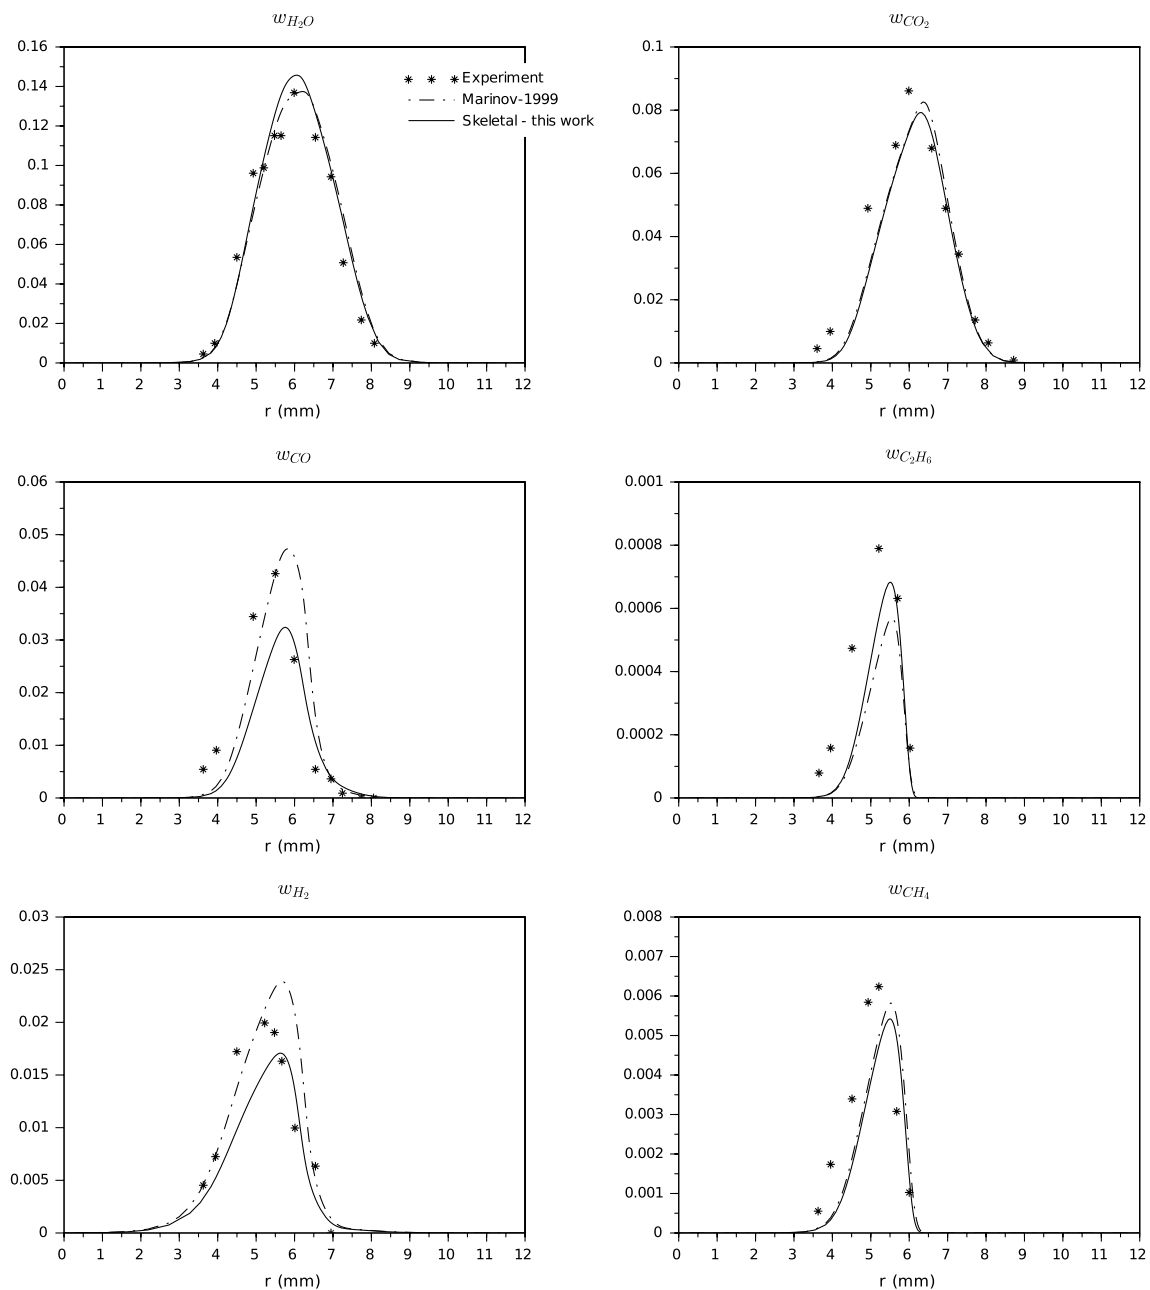 w_{H_2O}
0.16
0.14
0.12
0.1
0.08
0.06
0.04
0.02
0
Experiment
Marinov-1999
Skeletal - this work
0 1 2 3 4 5 6 7 8 9 10 11 12
r (mm)
w_{CO_2}
0.1
0.08
0.06
0.04
0.02
0
0 1 2 3 4 5 6 7 8 9 10 11 12
r (mm)
w_{CO}
0.06
0.05
0.04
0.03
0.02
0.01
0
0 1 2 3 4 5 6 7 8 9 10 11 12
r (mm)
w_{C_2H_6}
0.001
0.0008
0.0006
0.0004
0.0002
0
0 1 2 3 4 5 6 7 8 9 10 11 12
r (mm)
w_{H_2}
0.03
0.025
0.02
0.015
0.01
0.005
0
0 1 2 3 4 5 6 7 8 9 10 11 12
r (mm)
w_{CH_4}
0.008
0.007
0.006
0.005
0.004
0.003
0.002
0.001
0
0 1 2 3 4 5 6 7 8 9 10 11 12
r (mm)